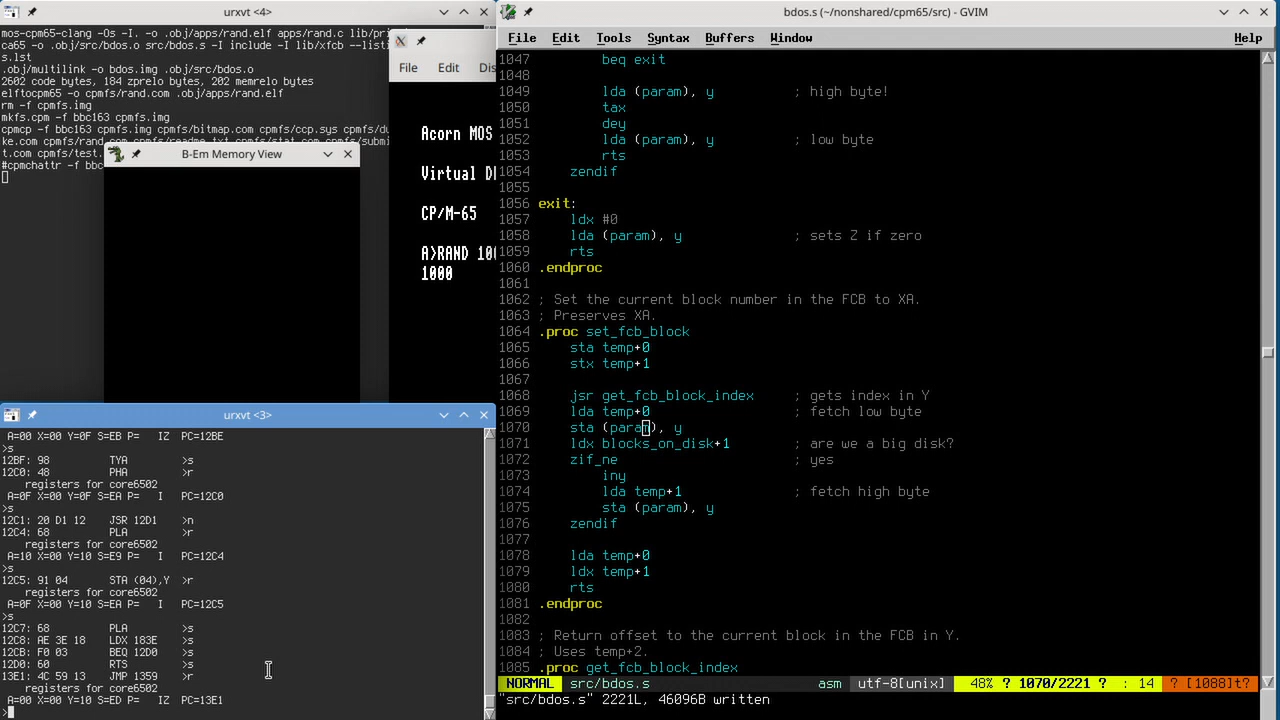 urxvt <4>
mos-cpm65-clang -Os -I. -o .obj/apps/rand.elf apps/rand.c lib/pri
ca65 -o .obj/src/bdos.o src/bdos.s -I include -I lib/xfcb --listi
s.lst
.obj/multilink -o bdos.img .obj/src/bdos.o
2602 code bytes, 184 zprelo bytes, 202 memrelo bytes
elftocpm65 -o cpmfs/rand.com .obj/apps/rand.elf
rm -f cpmfs.img
mkfs.cpm -f bbc163 cpmfs.img
cpmcp -f bbc163 cpmfs.img cpmfs/bitmap.com cpmfs/ccp.sys cpmfs/du
ke.com cpmfs/rand.com cpmfs/readme.txt cpmfs/stat.com cpmfs/submi
t.com cpmfs/test.
#cpmchattr -f bbc
File Edit Dis
Acorn MOS
Virtual D
CP/M-65
A>RAND 100
1000
B-Em Memory View
urxvt <3>
A=00 X=00 Y=0F S=EB P=   IZ  PC=12BE
>s
12BF: 98       TYA          >s
12C0: 48       PHA          >r
registers for core6502
A=0F X=00 Y=0F S=EA P=   I   PC=12C0
>s
12C1: 20 D1 12 JSR 12D1     >n
12C4: 68       PLA          >r
registers for core6502
A=10 X=00 Y=10 S=E9 P=   I   PC=12C4
>s
12C5: 91 04    STA (04),Y   >r
registers for core6502
A=0F X=00 Y=10 S=EA P=   I   PC=12C5
>s
12C7: 68       PLA          >s
12C8: AE 3E 18 LDX 183E     >s
12CB: F0 03    BEQ 12D0     >s
12D0: 60       RTS          >s
13E1: 4C 59 13 JMP 1359     >r
registers for core6502
A=00 X=00 Y=10 S=ED P=   I   PC=13E1
>
bdos.s (~/nonshared/cpm65/src) - GVIM
File Edit Tools Syntax Buffers Window Help
1047         beq exit
1048
1049         lda (param), y          ; high byte!
1050         tax
1051         dey
1052         lda (param), y          ; low byte
1053         rts
1054     zendif
1055
1056 exit:
1057     ldx #0
1058     lda (param), y              ; sets Z if zero
1059     rts
1060 .endproc
1061
1062 ; Set the current block number in the FCB to XA.
1063 ; Preserves XA.
1064 .proc set_fcb_block
1065     sta temp+0
1066     stx temp+1
1067
1068     jsr get_fcb_block_index     ; gets index in Y
1069     lda temp+0                  ; fetch low byte
1070     sta (param), y
1071     ldx blocks_on_disk+1        ; are we a big disk?
1072     zif_ne                      ; yes
1073         iny
1074         lda temp+1              ; fetch high byte
1075         sta (param), y
1076     zendif
1077
1078     lda temp+0
1079     ldx temp+1
1080     rts
1081 .endproc
1082
1083 ; Return offset to the current block in the FCB in Y.
1084 ; Uses temp+2.
1085 .proc get_fcb_block_index
NORMAL src/bdos.s asm utf-8[unix] 48% ? 1070/2221 ? : 14 ? [1088]t?
"src/bdos.s" 2221L, 46096B written